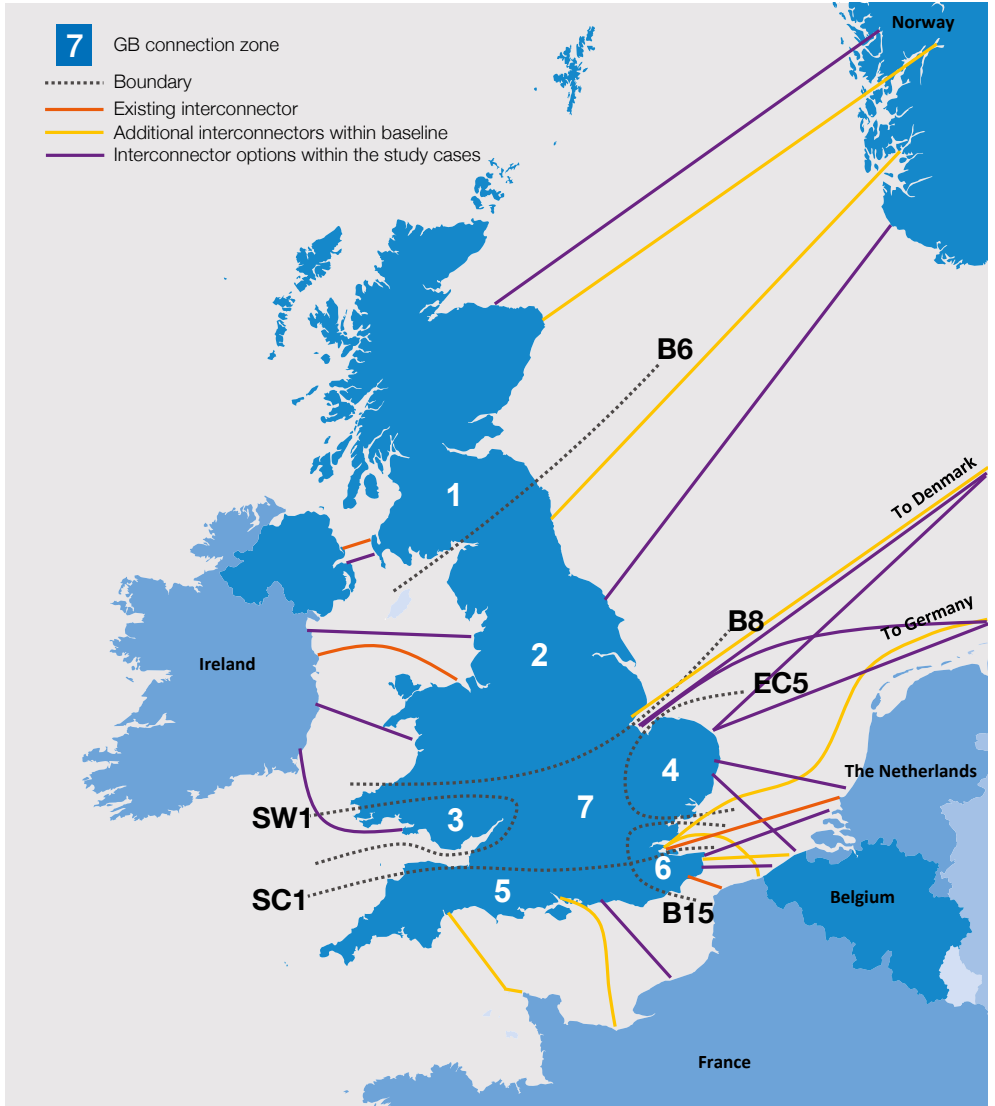 7 GB connection zone
Boundary
Existing interconnector
Additional interconnectors within baseline
Interconnector options within the study cases
Norway
B6
1
To Denmark
B8
To Germany
Ireland
2
EC5
4
The Netherlands
SW1
3
7
6
SC1
5
B15
Belgium
France